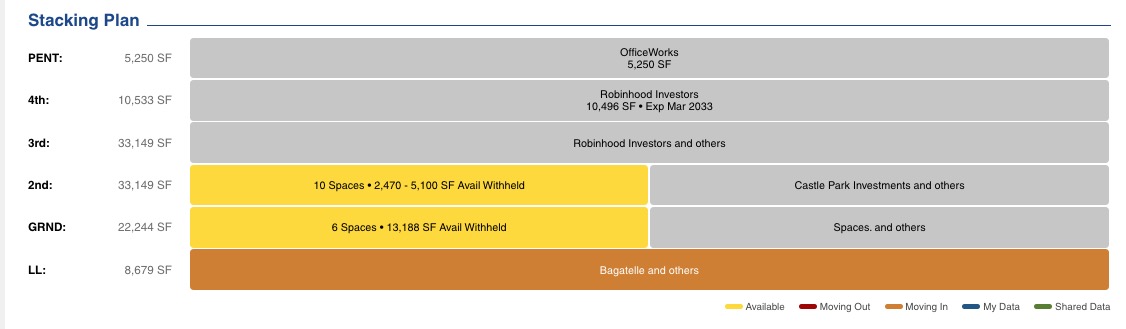 Stacking Plan
PENT: 5,250 SF OfficeWorks
5,250 SF
4th: 10,533 SF Robinhood Investors
10,496 SF • Exp Mar 2033
3rd: 33,149 SF Robinhood Investors and others
2nd: 33,149 SF 10 Spaces • 2,470 - 5,100 SF Avail Withheld Castle Park Investments and others
GRND: 22,244 SF 6 Spaces • 13,188 SF Avail Withheld Spaces. and others
LL: 8,679 SF Bagatelle and others
Available Moving Out Moving In My Data Shared Data